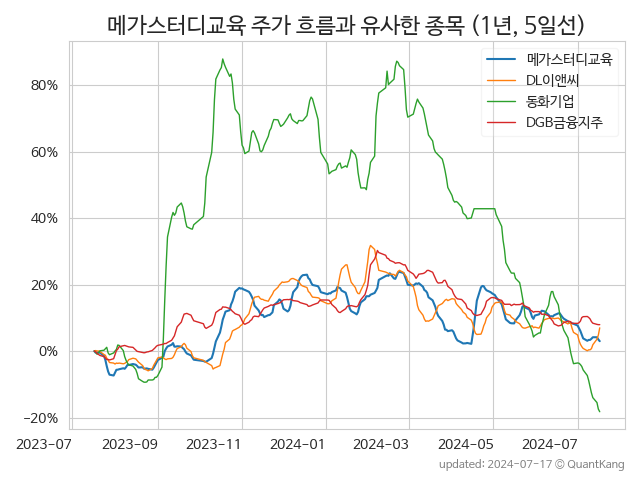 메가스터디교육 주가 흐름과 유사한 종목 (1년, 5일선)
메가스터디교육
DL이앤씨
동화기업
DGB금융지주
80%
60%
40%
20%
0%
−20%
2023-07 2023-09 2023-11 2024-01 2024-03 2024-05 2024-07
updated: 2024-07-17 © QuantKang